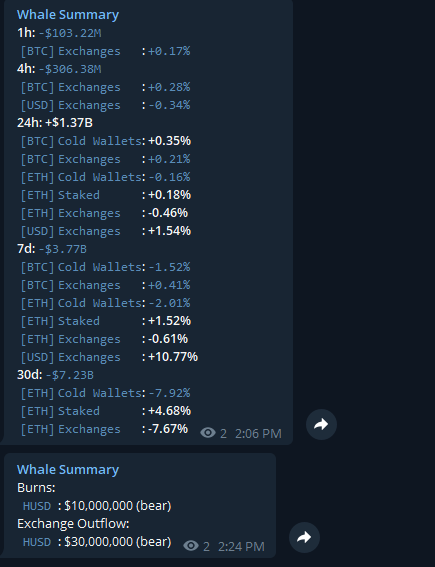 Whale Summary
1h: -$103.22M
[BTC] Exchanges : +0.17%
4h: -$306.38M
[BTC] Exchanges : +0.28%
[USD] Exchanges : -0.34%
24h: +$1.37B
[BTC] Cold Wallets: +0.35%
[BTC] Exchanges : +0.21%
[ETH] Cold Wallets: -0.16%
[ETH] Staked : +0.18%
[ETH] Exchanges : -0.46%
[USD] Exchanges : +1.54%
7d: -$3.77B
[BTC] Cold Wallets: -1.52%
[BTC] Exchanges : +0.41%
[ETH] Cold Wallets: -2.01%
[ETH] Staked : +1.52%
[ETH] Exchanges : -0.61%
[USD] Exchanges : +10.77%
30d: -$7.23B
[ETH] Cold Wallets: -7.92%
[ETH] Staked : +4.68%
[ETH] Exchanges : -7.67%
2 2:06 PM
Whale Summary
Burns:
HUSD : $10,000,000 (bear)
Exchange Outflow:
HUSD : $30,000,000 (bear)
2 2:24 PM